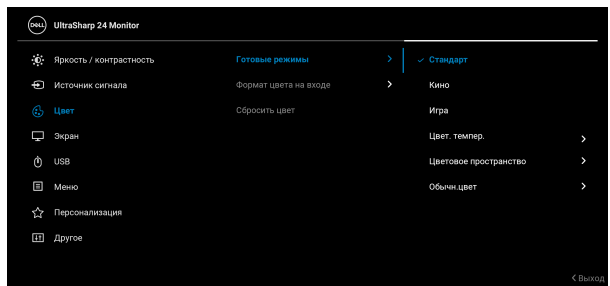 DELL UltraSharp 24 Monitor
Яркость / контрастность Готовые режимы Стандарт
Источник сигнала Формат цвета на входе Кино
Цвет Сбросить цвет Игра
Экран Цвет. темпер.
USB Цветовое пространство
Меню Обычн.цвет
Персонализация
Другое
Выход